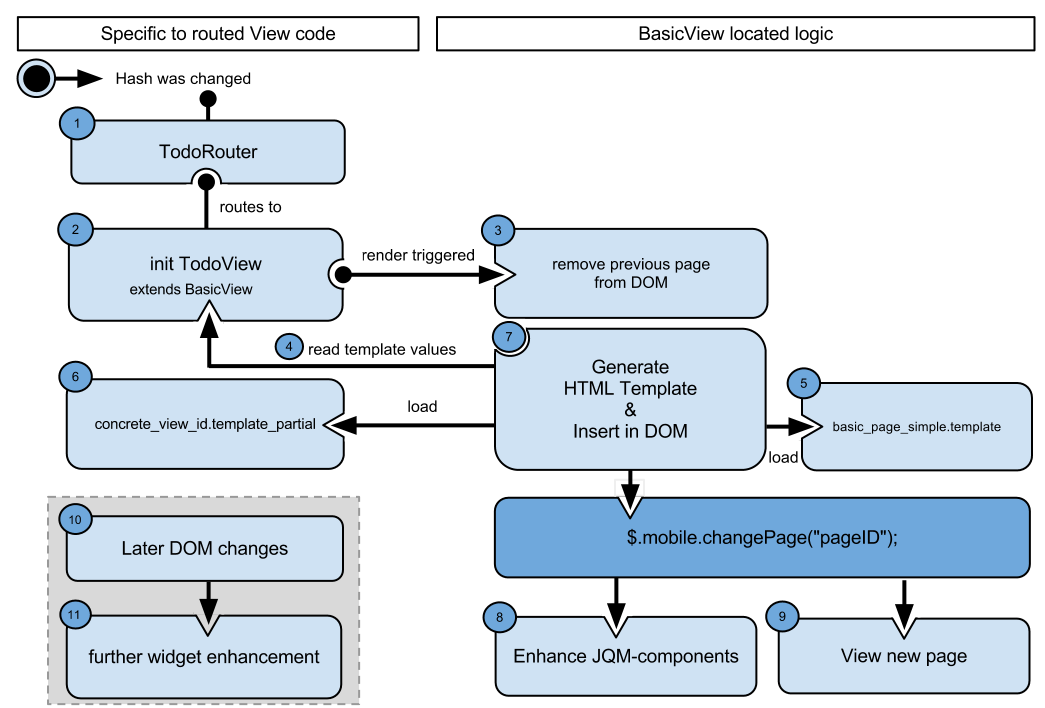 Specific to routed View code
BasicView located logic
Hash was changed
1
TodoRouter
routes to
2
init TodoView
extends BasicView
render triggered
3
remove previous page
from DOM
4
read template values
7
Generate
HTML Template
&
Insert in DOM
6
concrete_view_id.template_partial
load
5
basic_page_simple.template
load
$.mobile.changePage("pageID");
10
Later DOM changes
11
further widget enhancement
8
Enhance JQM-components
9
View new page